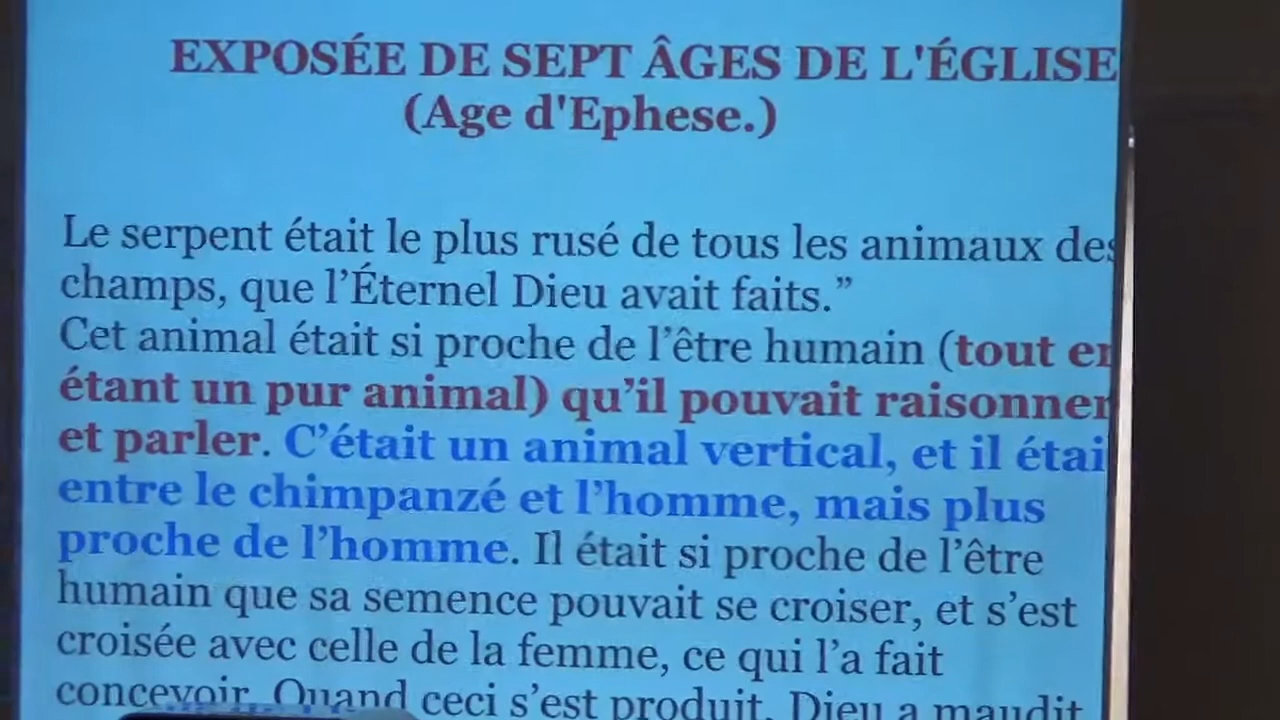 EXPOSÉE DE SEPT ÂGES DE L'ÉGLISE
(Age d'Ephese.)
Le serpent était le plus rusé de tous les animaux des
champs, que l’Éternel Dieu avait faits.”
Cet animal était si proche de l’être humain (tout en
étant un pur animal) qu’il pouvait raisonner
et parler. C’était un animal vertical, et il étai
entre le chimpanzé et l’homme, mais plus
proche de l’homme. Il était si proche de l’être
humain que sa semence pouvait se croiser, et s’est
croisée avec celle de la femme, ce qui l’a fait
concevoir. Quand ceci s’est produit, Dieu a maudit